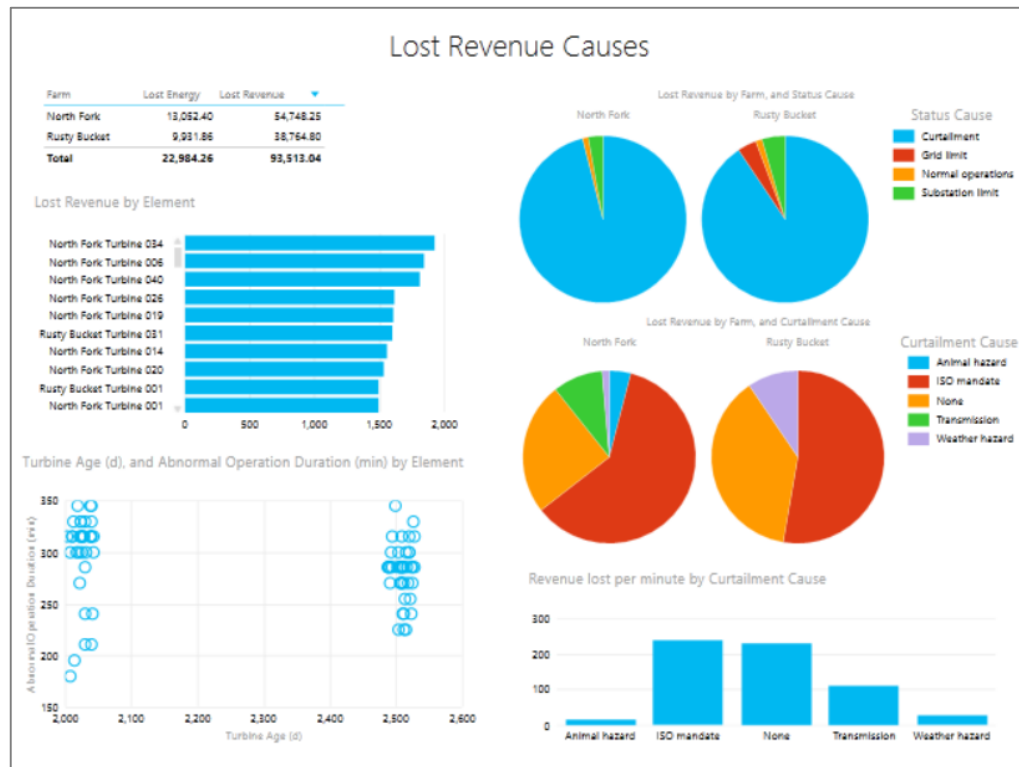 Lost Revenue Causes
Farm Lost Energy Lost Revenue
North Fork 13,052.40 54,748.25
Rusty Bucket 9,931.86 38,764.80
Total 22,984.26 93,513.04
Lost Revenue by Element
North Fork Turbine 034
North Fork Turbine 006
North Fork Turbine 040
North Fork Turbine 026
North Fork Turbine 019
Rusty Bucket Turbine 031
North Fork Turbine 014
North Fork Turbine 020
Rusty Bucket Turbine 001
North Fork Turbine 001
0 500 1,000 1,500 2,000
Turbine Age (d), and Abnormal Operation Duration (min) by Element
Abnormal Operation Duration (min)
350
300
250
200
150
2,000 2,100 2,200 2,300 2,400 2,500 2,600
Turbine Age (d)
Lost Revenue by Farm, and Status Cause
North Fork Rusty Bucket
Status Cause
Curtailment
Grid limit
Normal operations
Substation limit
Lost Revenue by Farm, and Curtailment Cause
North Fork Rusty Bucket
Curtailment Cause
Animal hazard
ISO mandate
None
Transmission
Weather hazard
Revenue lost per minute by Curtailment Cause
300
200
100
0
Animal hazard ISO mandate None Transmission Weather hazard